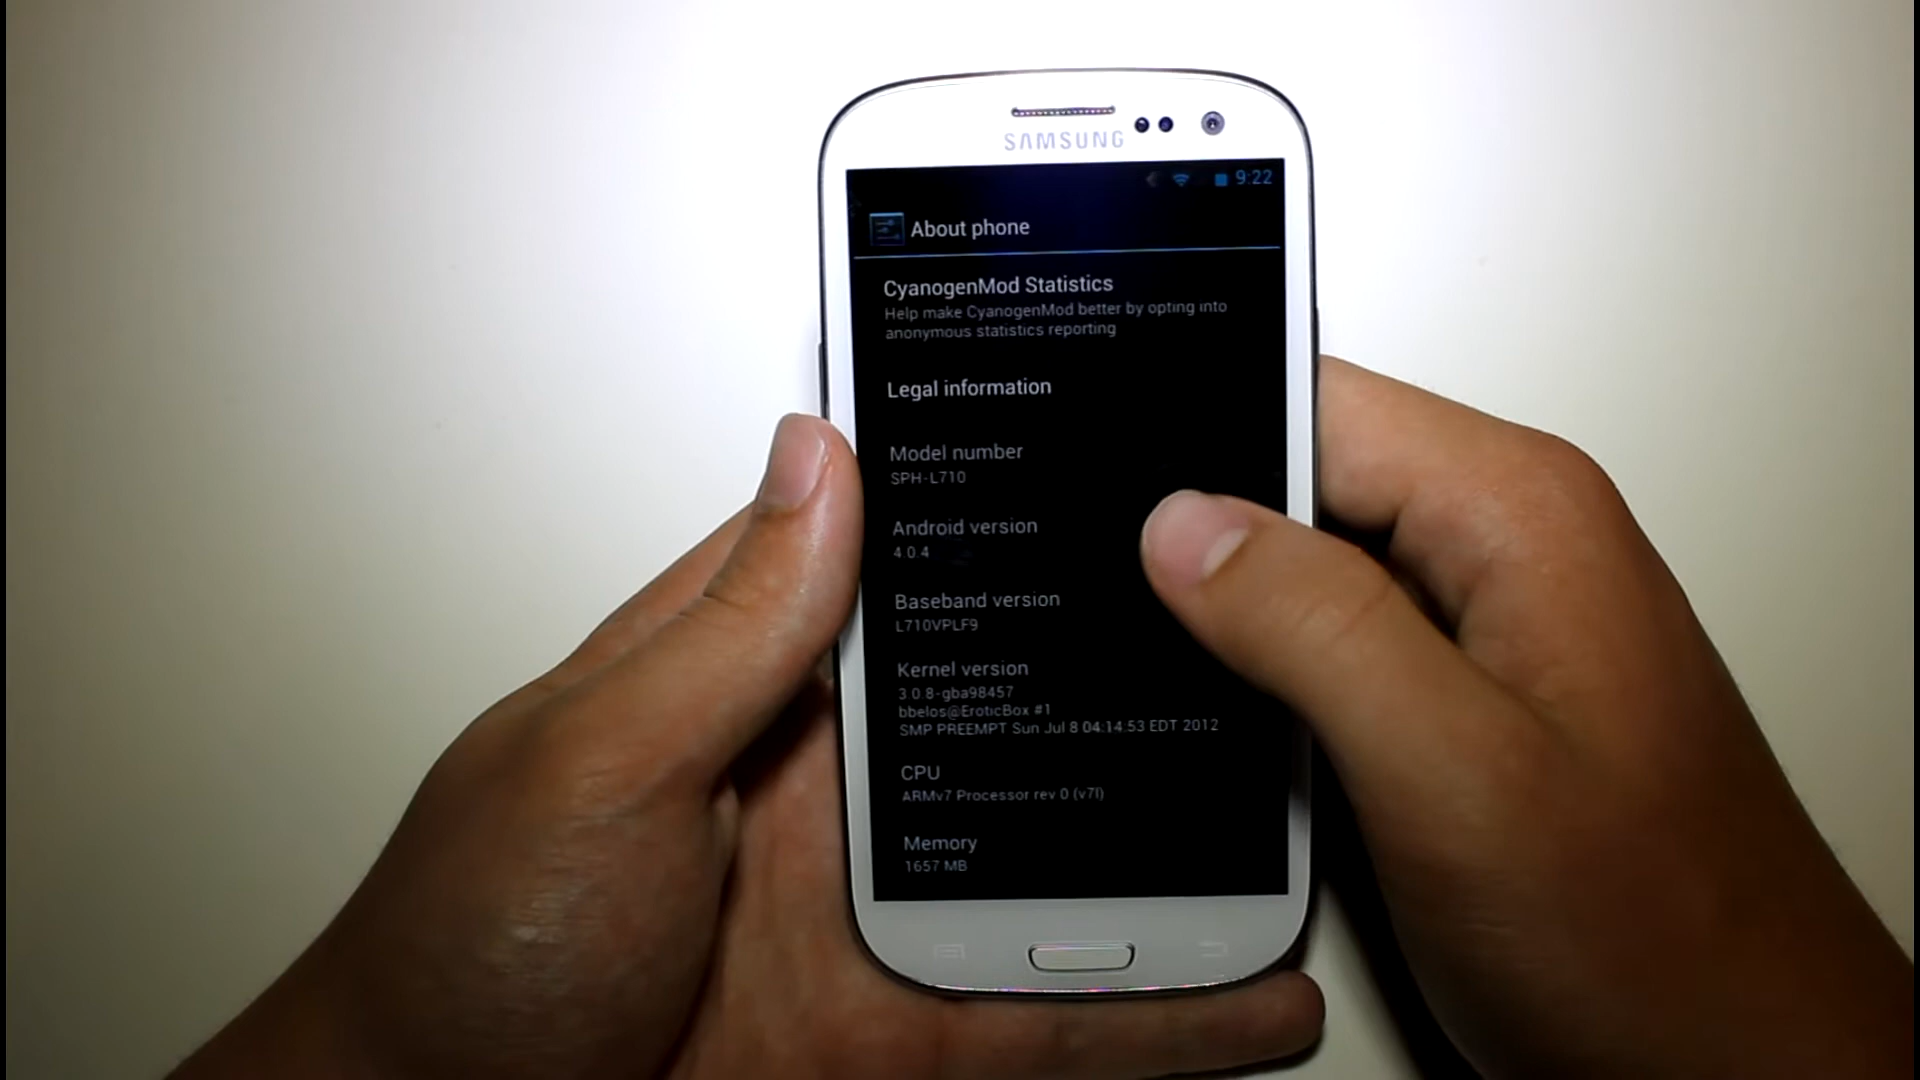 SAMSUNG
9:22
About phone
CyanogenMod Statistics
Help make CyanogenMod better by opting into
anonymous statistics reporting
Legal information
Model number
SPH-L710
Android version
4.0.4
Baseband version
L710VPLF9
Kernel version
3.0.8-gba98457
bbelos@EroticBox #1
SMP PREEMPT Sun Jul 8 04:14:53 EDT 2012
CPU
ARMv7 Processor rev 0 (v7l)
Memory
1657 MB